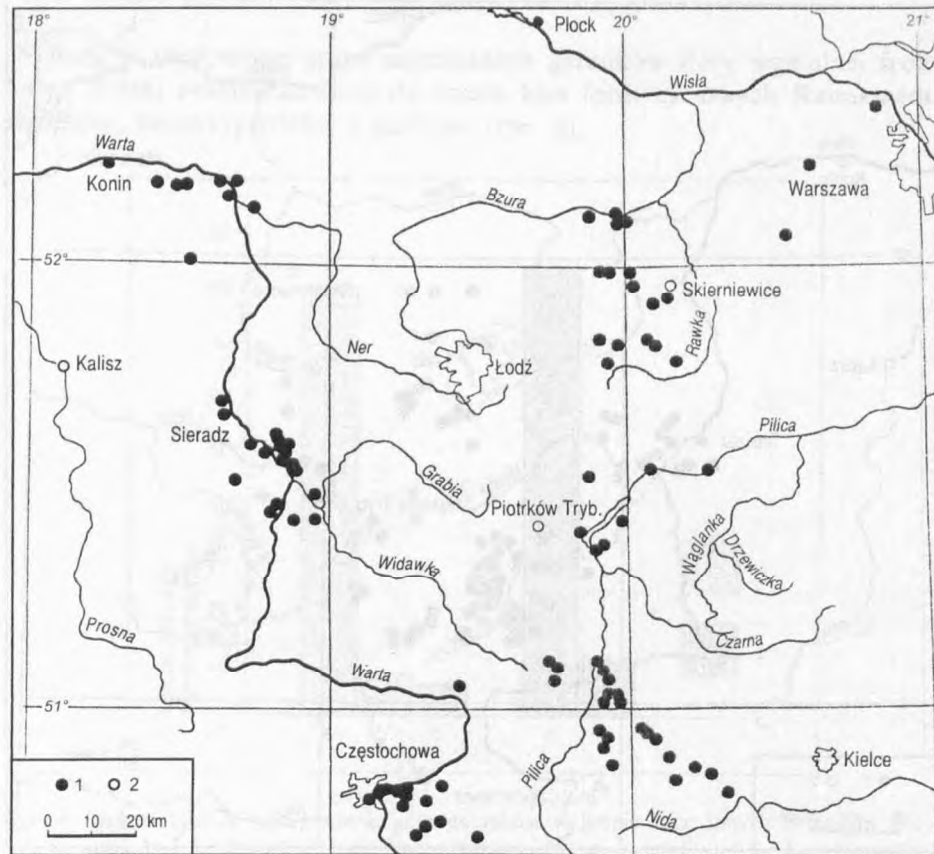 18°
19°
20°
21°
Płock
Wisła
Warta
Konin
Bzura
Warszawa
52°
Skierniewice
Rawka
Kalisz
Ner
Łódź
Sieradz
Pilica
Grabia
Piotrków Tryb.
Wąglanka
Drzewiczka
Widawka
Prosna
Czarna
Warta
51°
Częstochowa
Pilica
Kielce
1
2
0 10 20 km
Nida